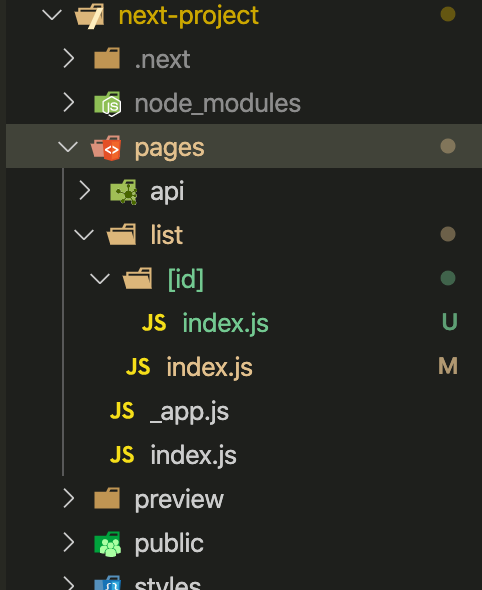 next-project
.next
node_modules
pages
api
list
[id]
JS index.js U
JS index.js M
JS _app.js
JS index.js
preview
public
styles